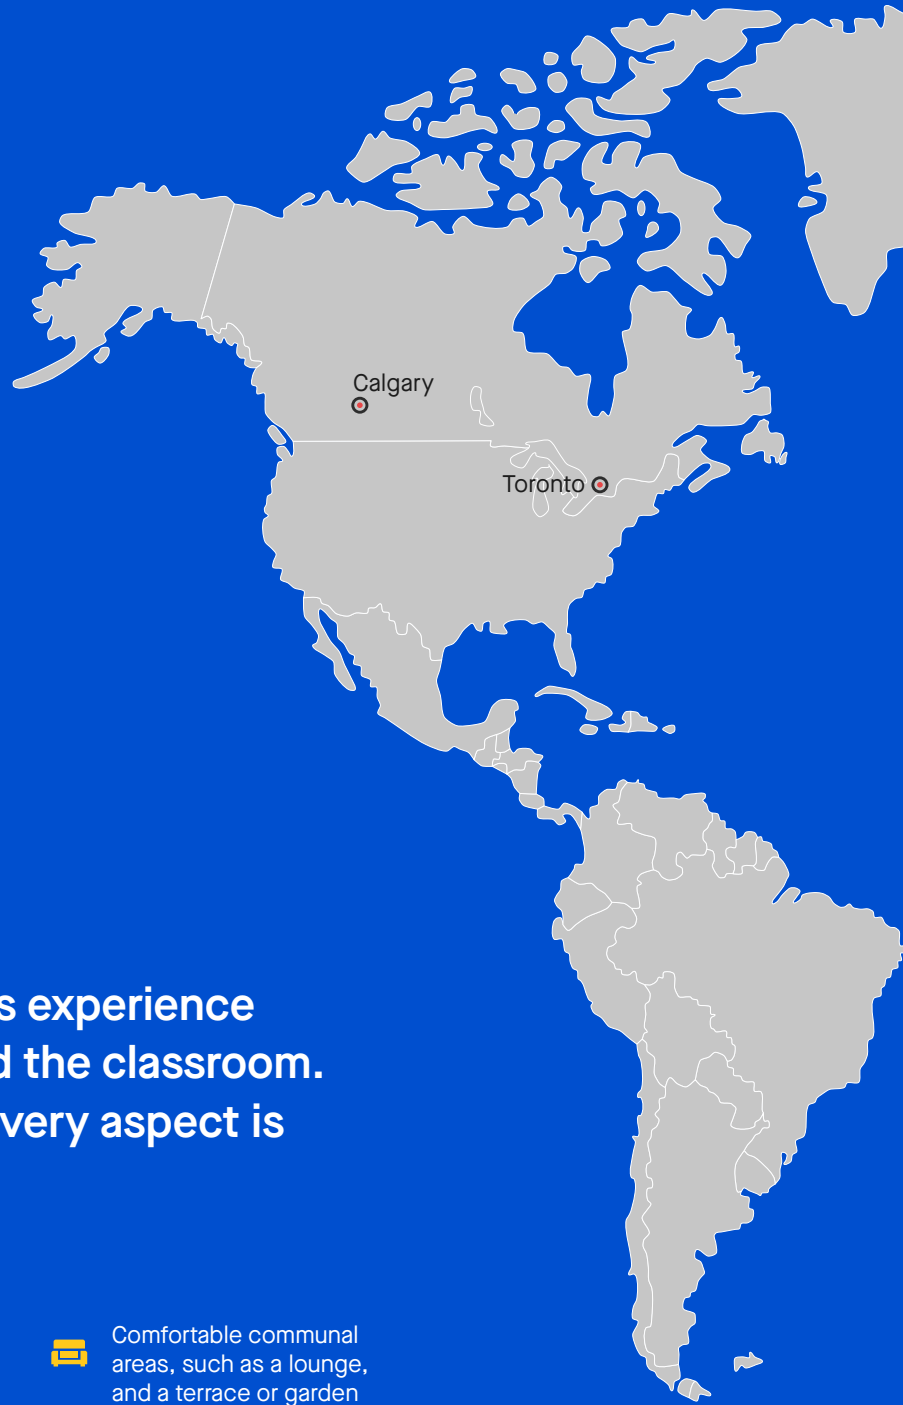 Calgary
Toronto
s experience
d the classroom.
very aspect is
Comfortable communal
areas, such as a lounge,
and a terrace or garden